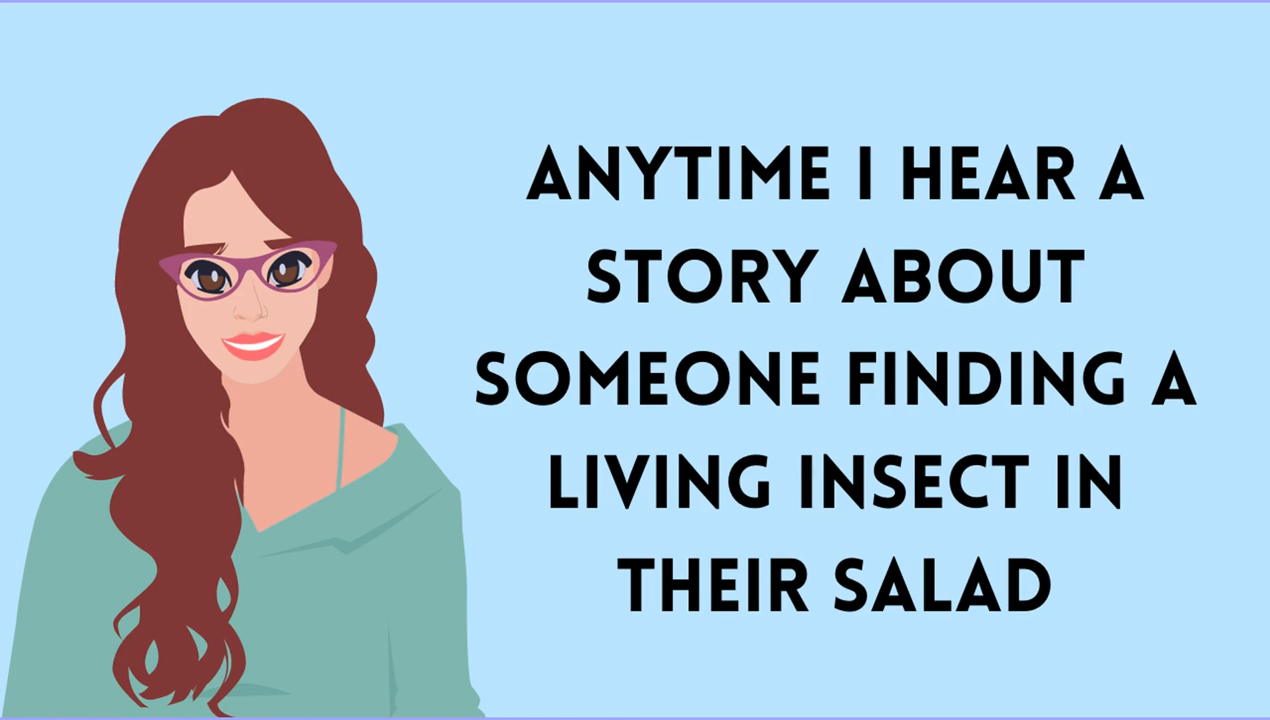 ANYTIME I HEAR A
STORY ABOUT
SOMEONE FINDING A
LIVING INSECT IN
THEIR SALAD